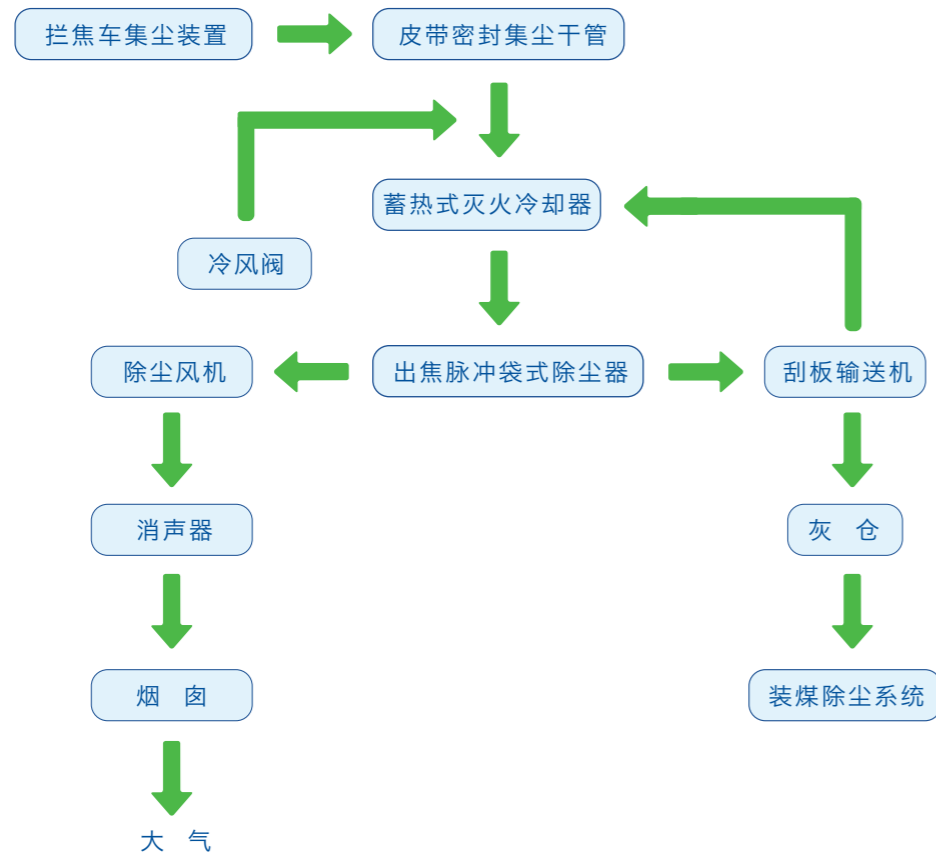 拦焦车集尘装置
皮带密封集尘干管
蓄热式灭火冷却器
冷风阀
除尘风机
出焦脉冲袋式除尘器
刮板输送机
消声器
灰 仓
烟 囱
装煤除尘系统
大 气